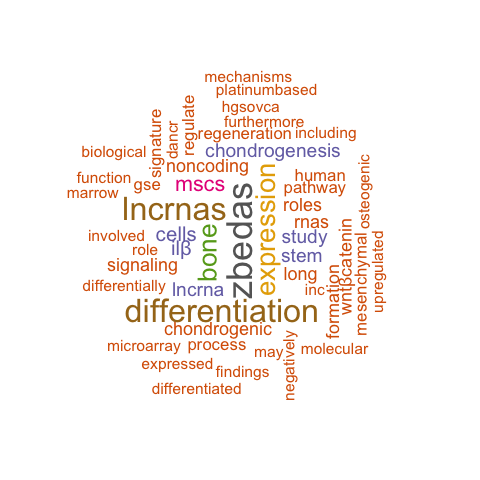 mechanisms
platinumbased
hgsovca
furthermore
regeneration including
signature
dancr
regulate
biological
chondrogenesis
noncoding
function
gse
mscs
human
pathway
marrow
lncrnas
zbedas
expression
roles
rnas
osteogenic
involved
cells
bone
study
role
ilβ
stem
signaling
long
differentially
lncrna
inc
formation
wntβcatenin
mesenchymal
upregulated
differentiation
chondrogenic
microarray
process
may
molecular
expressed
findings
negatively
differentiated